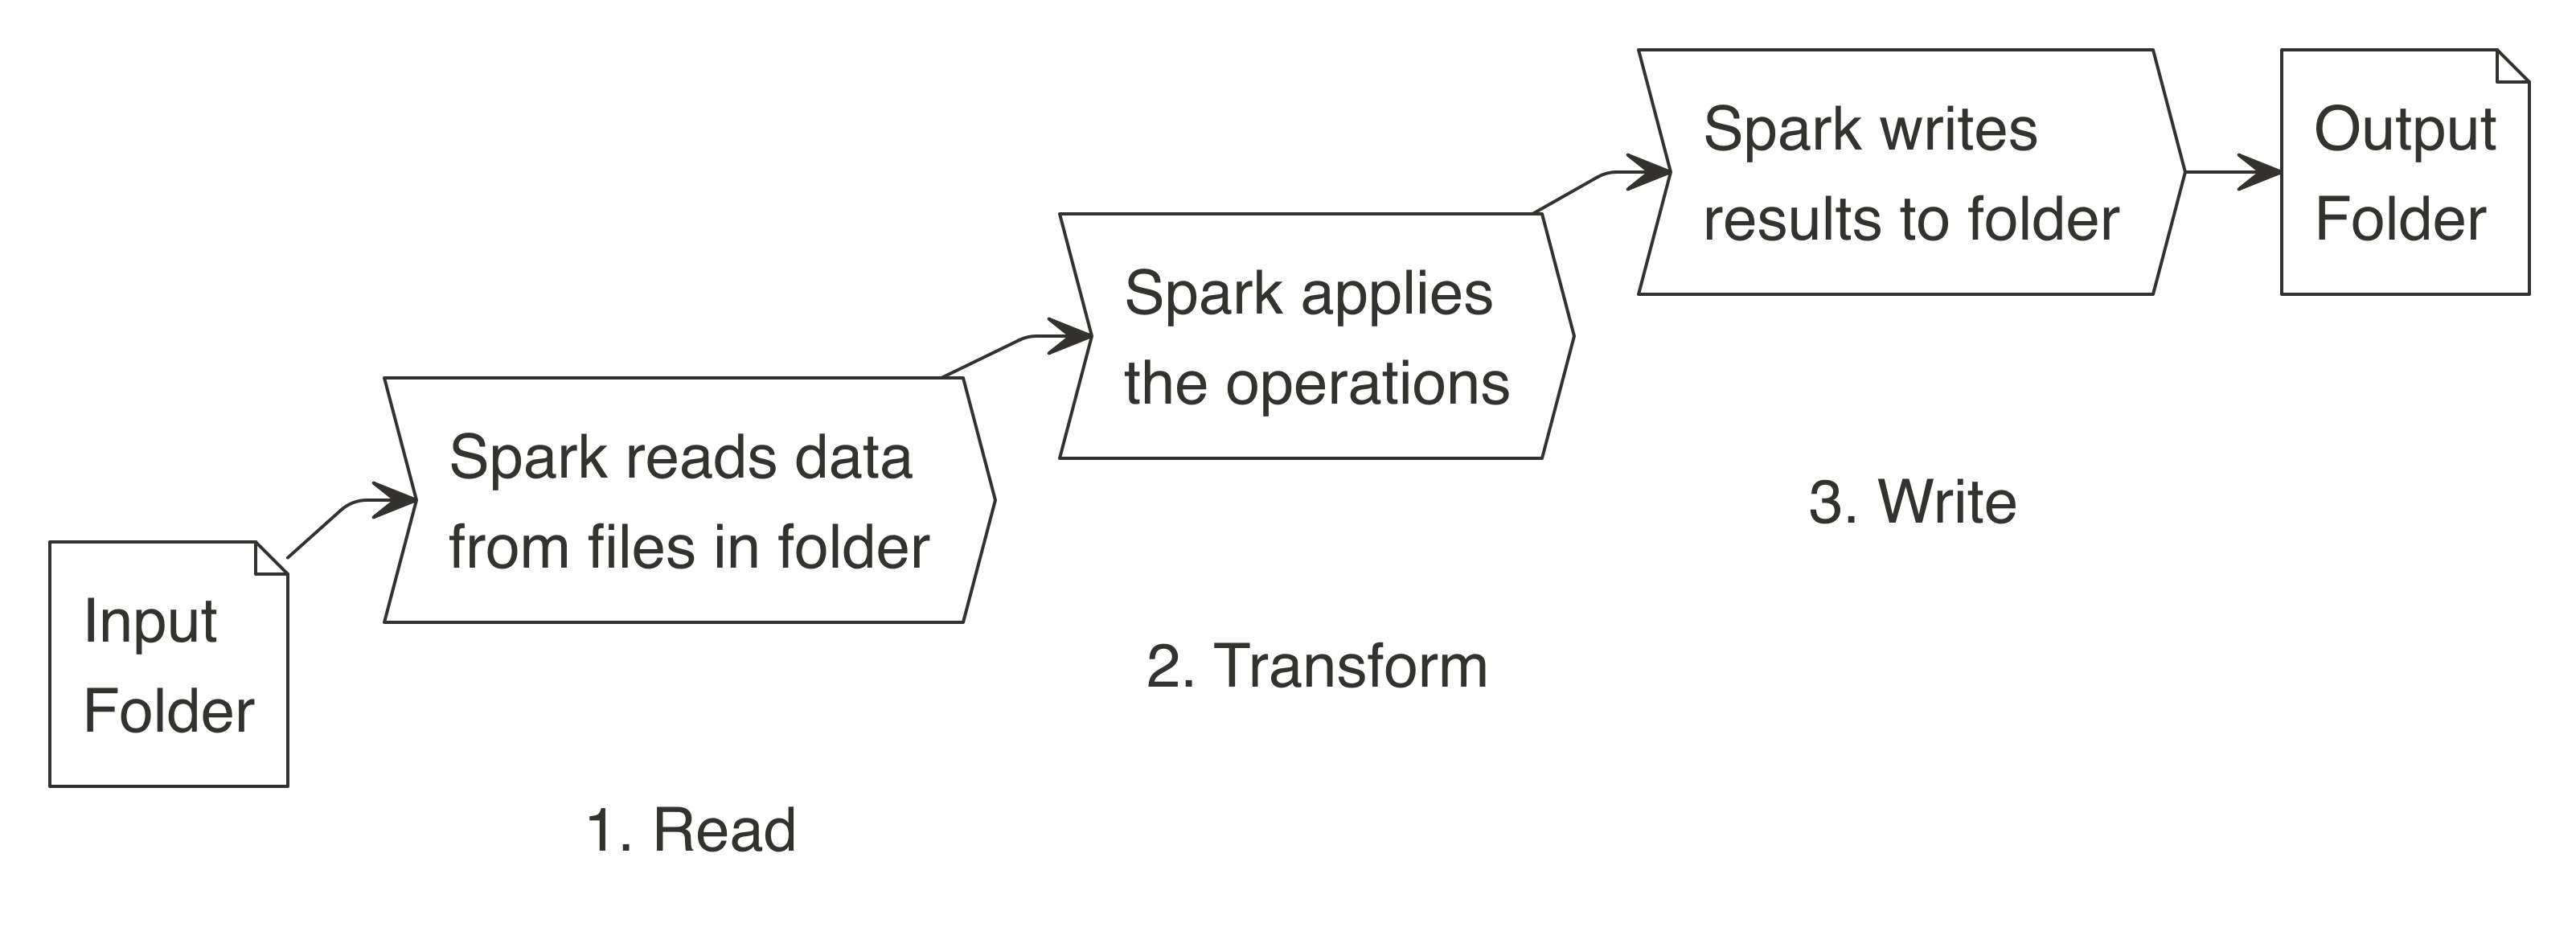 Input
Folder
Spark reads data
from files in folder
1. Read
Spark applies
the operations
2. Transform
Spark writes
results to folder
3. Write
Output
Folder